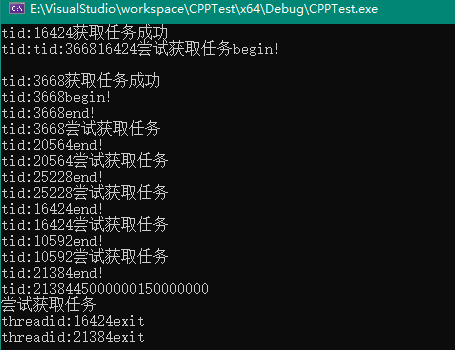 E:\VisualStudio\workspace\CPPTest\x64\Debug\CPPTest.exe
tid:16424获取任务成功
tid:tid:366816424尝试获取任务begin!
tid:3668获取任务成功
tid:3668begin!
tid:3668end!
tid:3668尝试获取任务
tid:20564end!
tid:20564尝试获取任务
tid:25228end!
tid:25228尝试获取任务
tid:16424end!
tid:16424尝试获取任务
tid:10592end!
tid:10592尝试获取任务
tid:21384end!
tid:2138445000000150000000
尝试获取任务
threadid:16424exit
threadid:21384exit